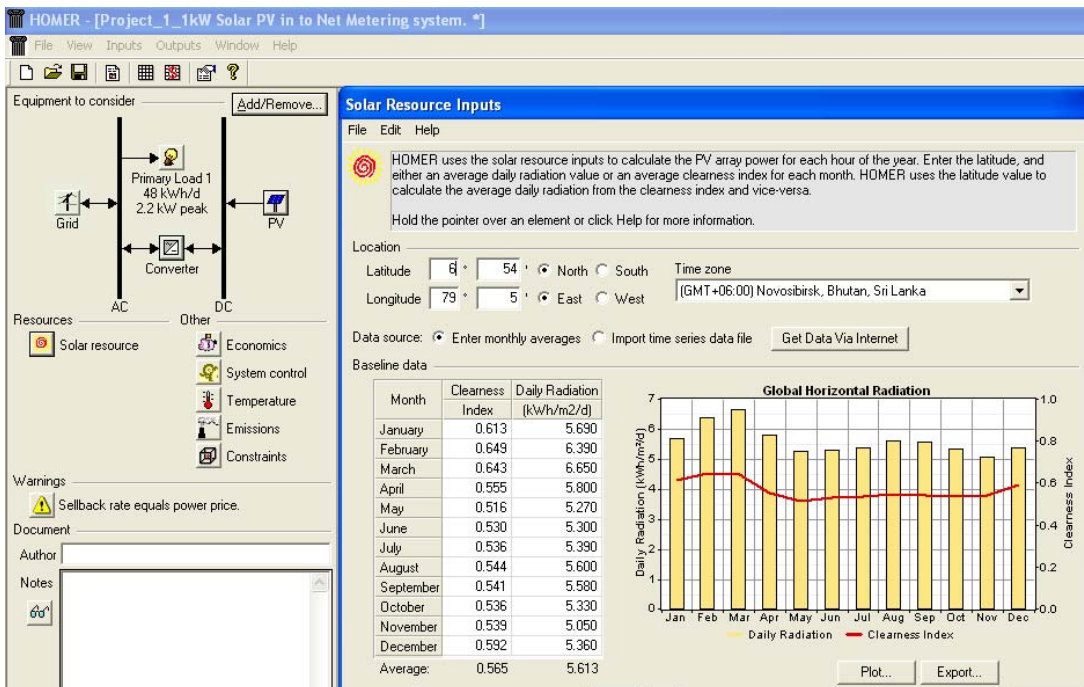 HOMER - [Project_1_1kW Solar PV in to Net Metering system. *]
File View Inputs Outputs Window Help
Equipment to consider
Add/Remove...
Primary Load 1
48 kWh/d
2.2 kW peak
Grid
PV
Converter
AC
DC
Resources
Other
Solar resource
Economics
System control
Temperature
Emissions
Constraints
Warnings
Sellback rate equals power price.
Document
Author
Notes
Solar Resource Inputs
File Edit Help
HOMER uses the solar resource inputs to calculate the PV array power for each hour of the year. Enter the latitude, and
either an average daily radiation value or an average clearness index for each month. HOMER uses the latitude value to
calculate the average daily radiation from the clearness index and vice-versa.
Hold the pointer over an element or click Help for more information.
Location
Latitude 6 ° 54 ' North South
Longitude 79 ° 5 ' East West
Time zone
(GMT+06:00) Novosibirsk, Bhutan, Sri Lanka
Data source: Enter monthly averages Import time series data file Get Data Via Internet
Baseline data
Month Clearness Index Daily Radiation (kWh/m2/d)
January 0.613 5.690
February 0.649 6.390
March 0.643 6.650
April 0.555 5.800
May 0.516 5.270
June 0.530 5.300
July 0.536 5.390
August 0.544 5.600
September 0.541 5.580
October 0.536 5.330
November 0.539 5.050
December 0.592 5.360
Average: 0.565 5.613
Global Horizontal Radiation
Daily Radiation (kWh/m²/d)
7
6
5
4
3
2
1
0
Jan Feb Mar Apr May Jun Jul Aug Sep Oct Nov Dec
1.0
0.8
0.6
0.4
0.2
0.0
Clearness Index
Daily Radiation Clearness Index
Plot... Export...